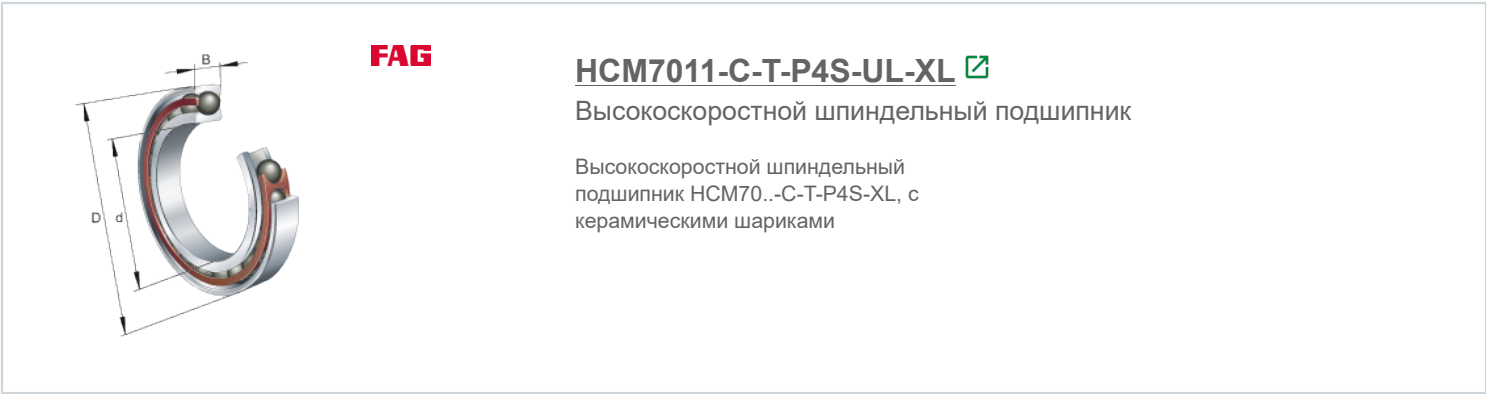 B
FAG
HCM7011-C-T-P4S-UL-XL
Высокоскоростной шпиндельный подшипник
Высокоскоростной шпиндельный
подшипник HCM70..-C-T-P4S-XL, с
керамическими шариками
D
d